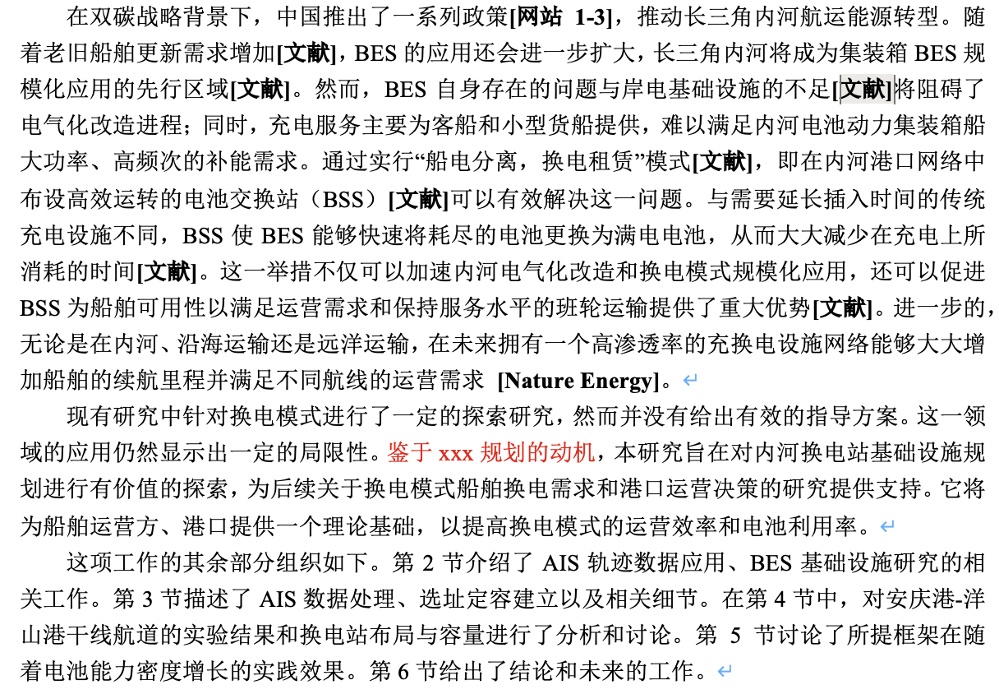 在双碳战略背景下，中国推出了一系列政策[网站 1-3]，推动长三角内河航运能源转型。随
着老旧船舶更新需求增加[文献]，BES 的应用还会进一步扩大，长三角内河将成为集装箱 BES 规
模化应用的先行区域[文献]。然而，BES 自身存在的问题与岸电基础设施的不足[文献]将阻碍了
电气化改造进程；同时，充电服务主要为客船和小型货船提供，难以满足内河电池动力集装箱船
大功率、高频次的补能需求。通过实行“船电分离，换电租赁”模式[文献]，即在内河港口网络中
布设高效运转的电池交换站（BSS）[文献]可以有效解决这一问题。与需要延长插入时间的传统
充电设施不同，BSS 使 BES 能够快速将耗尽的电池更换为满电电池，从而大大减少在充电上所
消耗的时间[文献]。这一举措不仅可以加速内河电气化改造和换电模式规模化应用，还可以促进
BSS 为船舶可用性以满足运营需求和保持服务水平的班轮运输提供了重大优势[文献]。进一步的，
无论是在内河、沿海运输还是远洋运输，在未来拥有一个高渗透率的充换电设施网络能够大大增
加船舶的续航里程并满足不同航线的运营需求 [Nature Energy]。
现有研究中针对换电模式进行了一定的探索研究，然而并没有给出有效的指导方案。这一领
域的应用仍然显示出一定的局限性。鉴于 xxx 规划的动机，本研究旨在对内河换电站基础设施规
划进行有价值的探索，为后续关于换电模式船舶换电需求和港口运营决策的研究提供支持。它将
为船舶运营方、港口提供一个理论基础，以提高换电模式的运营效率和电池利用率。
这项工作的其余部分组织如下。第 2 节介绍了 AIS 轨迹数据应用、BES 基础设施研究的相
关工作。第 3 节描述了 AIS 数据处理、选址定容建立以及相关细节。在第 4 节中，对安庆港-洋
山港干线航道的实验结果和换电站布局与容量进行了分析和讨论。第 5 节讨论了所提框架在随
着电池能力密度增长的实践效果。第 6 节给出了结论和未来的工作。